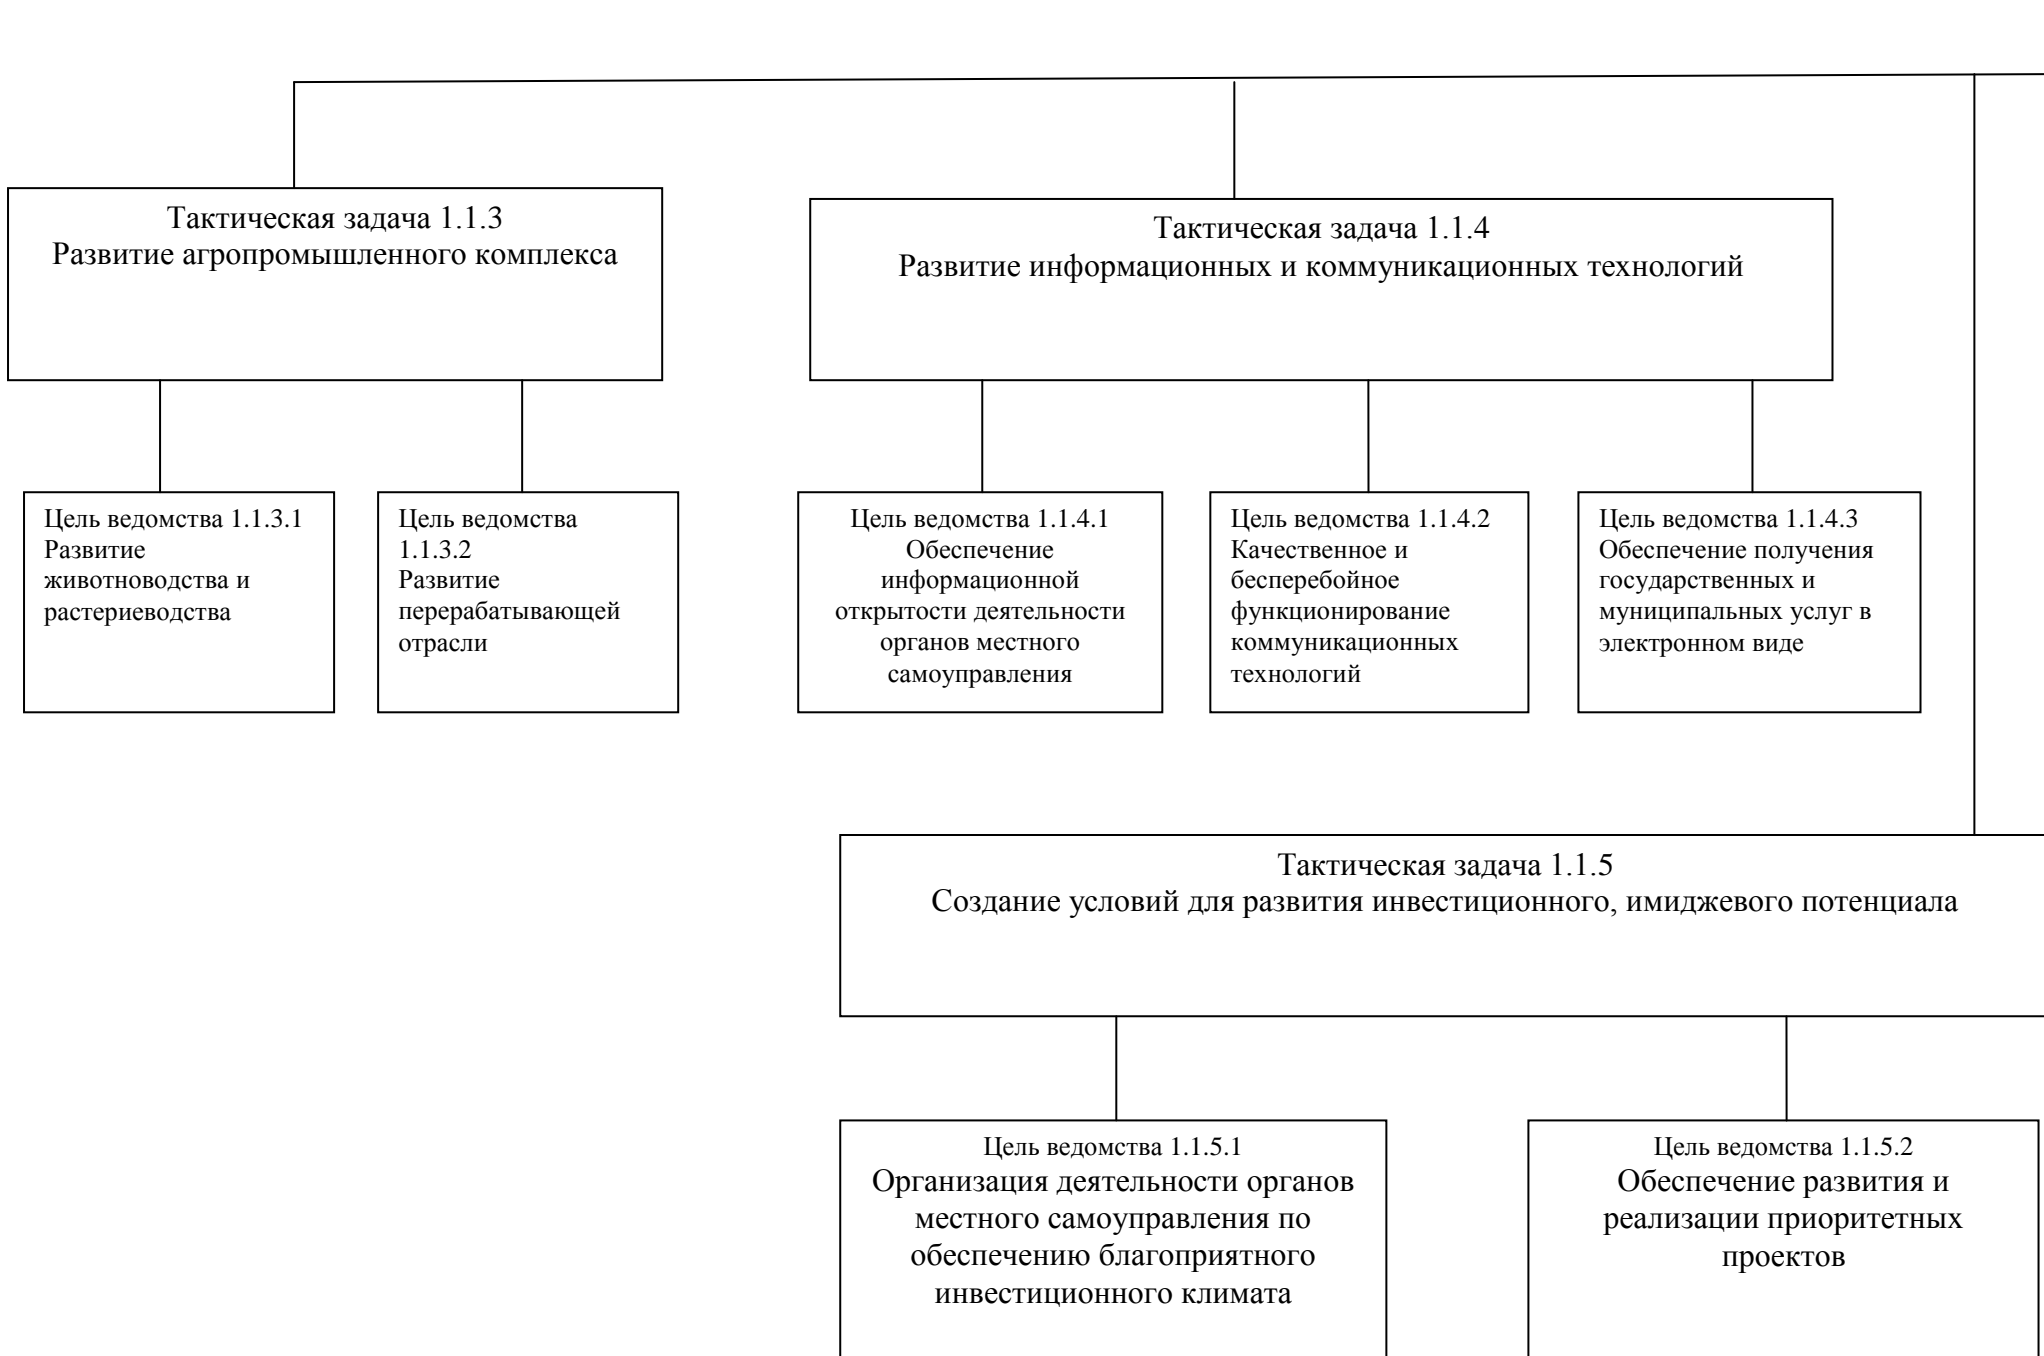 Тактическая задача 1.1.3
Развитие агропромышленного комплекса
Тактическая задача 1.1.4
Развитие информационных и коммуникационных технологий
Цель ведомства 1.1.3.1
Развитие
животноводства и
растериеводства
Цель ведомства
1.1.3.2
Развитие
перерабатывающей
отрасли
Цель ведомства 1.1.4.1
Обеспечение
информационной
открытости деятельности
органов местного
самоуправления
Цель ведомства 1.1.4.2
Качественное и
бесперебойное
функционирование
коммуникационных
технологий
Цель ведомства 1.1.4.3
Обеспечение получения
государственных и
муниципальных услуг в
электронном виде
Тактическая задача 1.1.5
Создание условий для развития инвестиционного, имиджевого потенциала
Цель ведомства 1.1.5.1
Организация деятельности органов
местного самоуправления по
обеспечению благоприятного
инвестиционного климата
Цель ведомства 1.1.5.2
Обеспечение развития и
реализации приоритетных
проектов